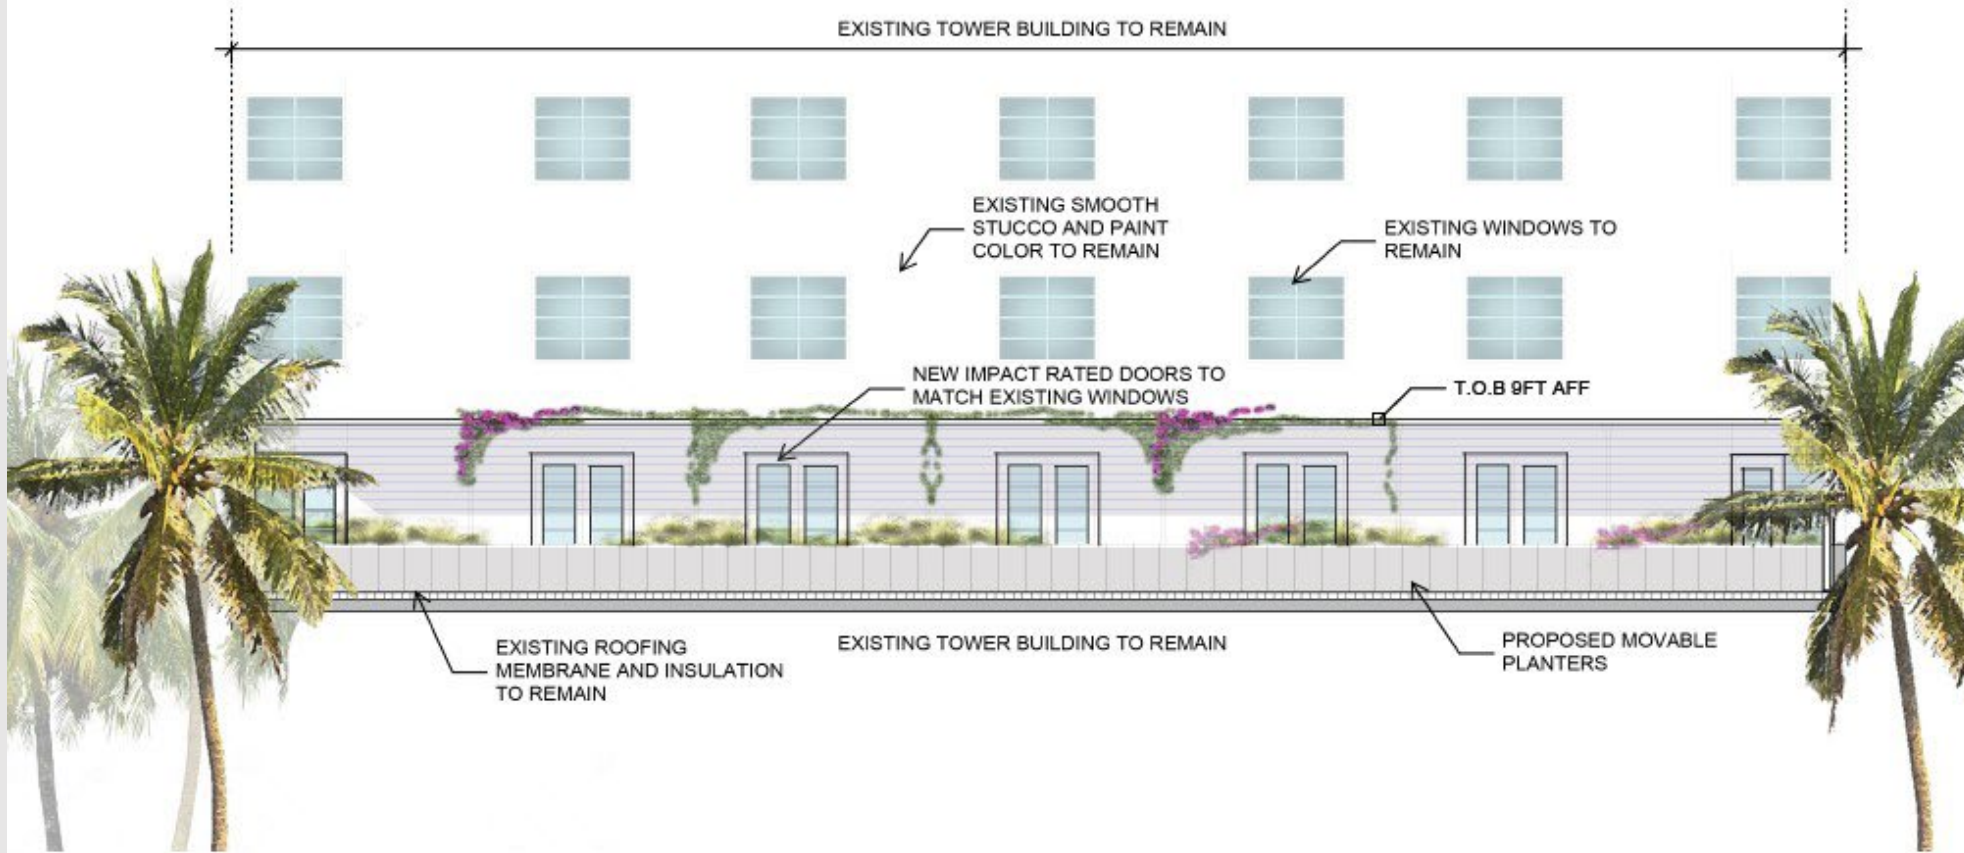 EXISTING TOWER BUILDING TO REMAIN
EXISTING SMOOTH
STUCCO AND PAINT
COLOR TO REMAIN
EXISTING WINDOWS TO
REMAIN
NEW IMPACT RATED DOORS TO
MATCH EXISTING WINDOWS
T.O.B 9FT AFF
EXISTING ROOFING
MEMBRANE AND INSULATION
TO REMAIN
EXISTING TOWER BUILDING TO REMAIN
PROPOSED MOVABLE
PLANTERS